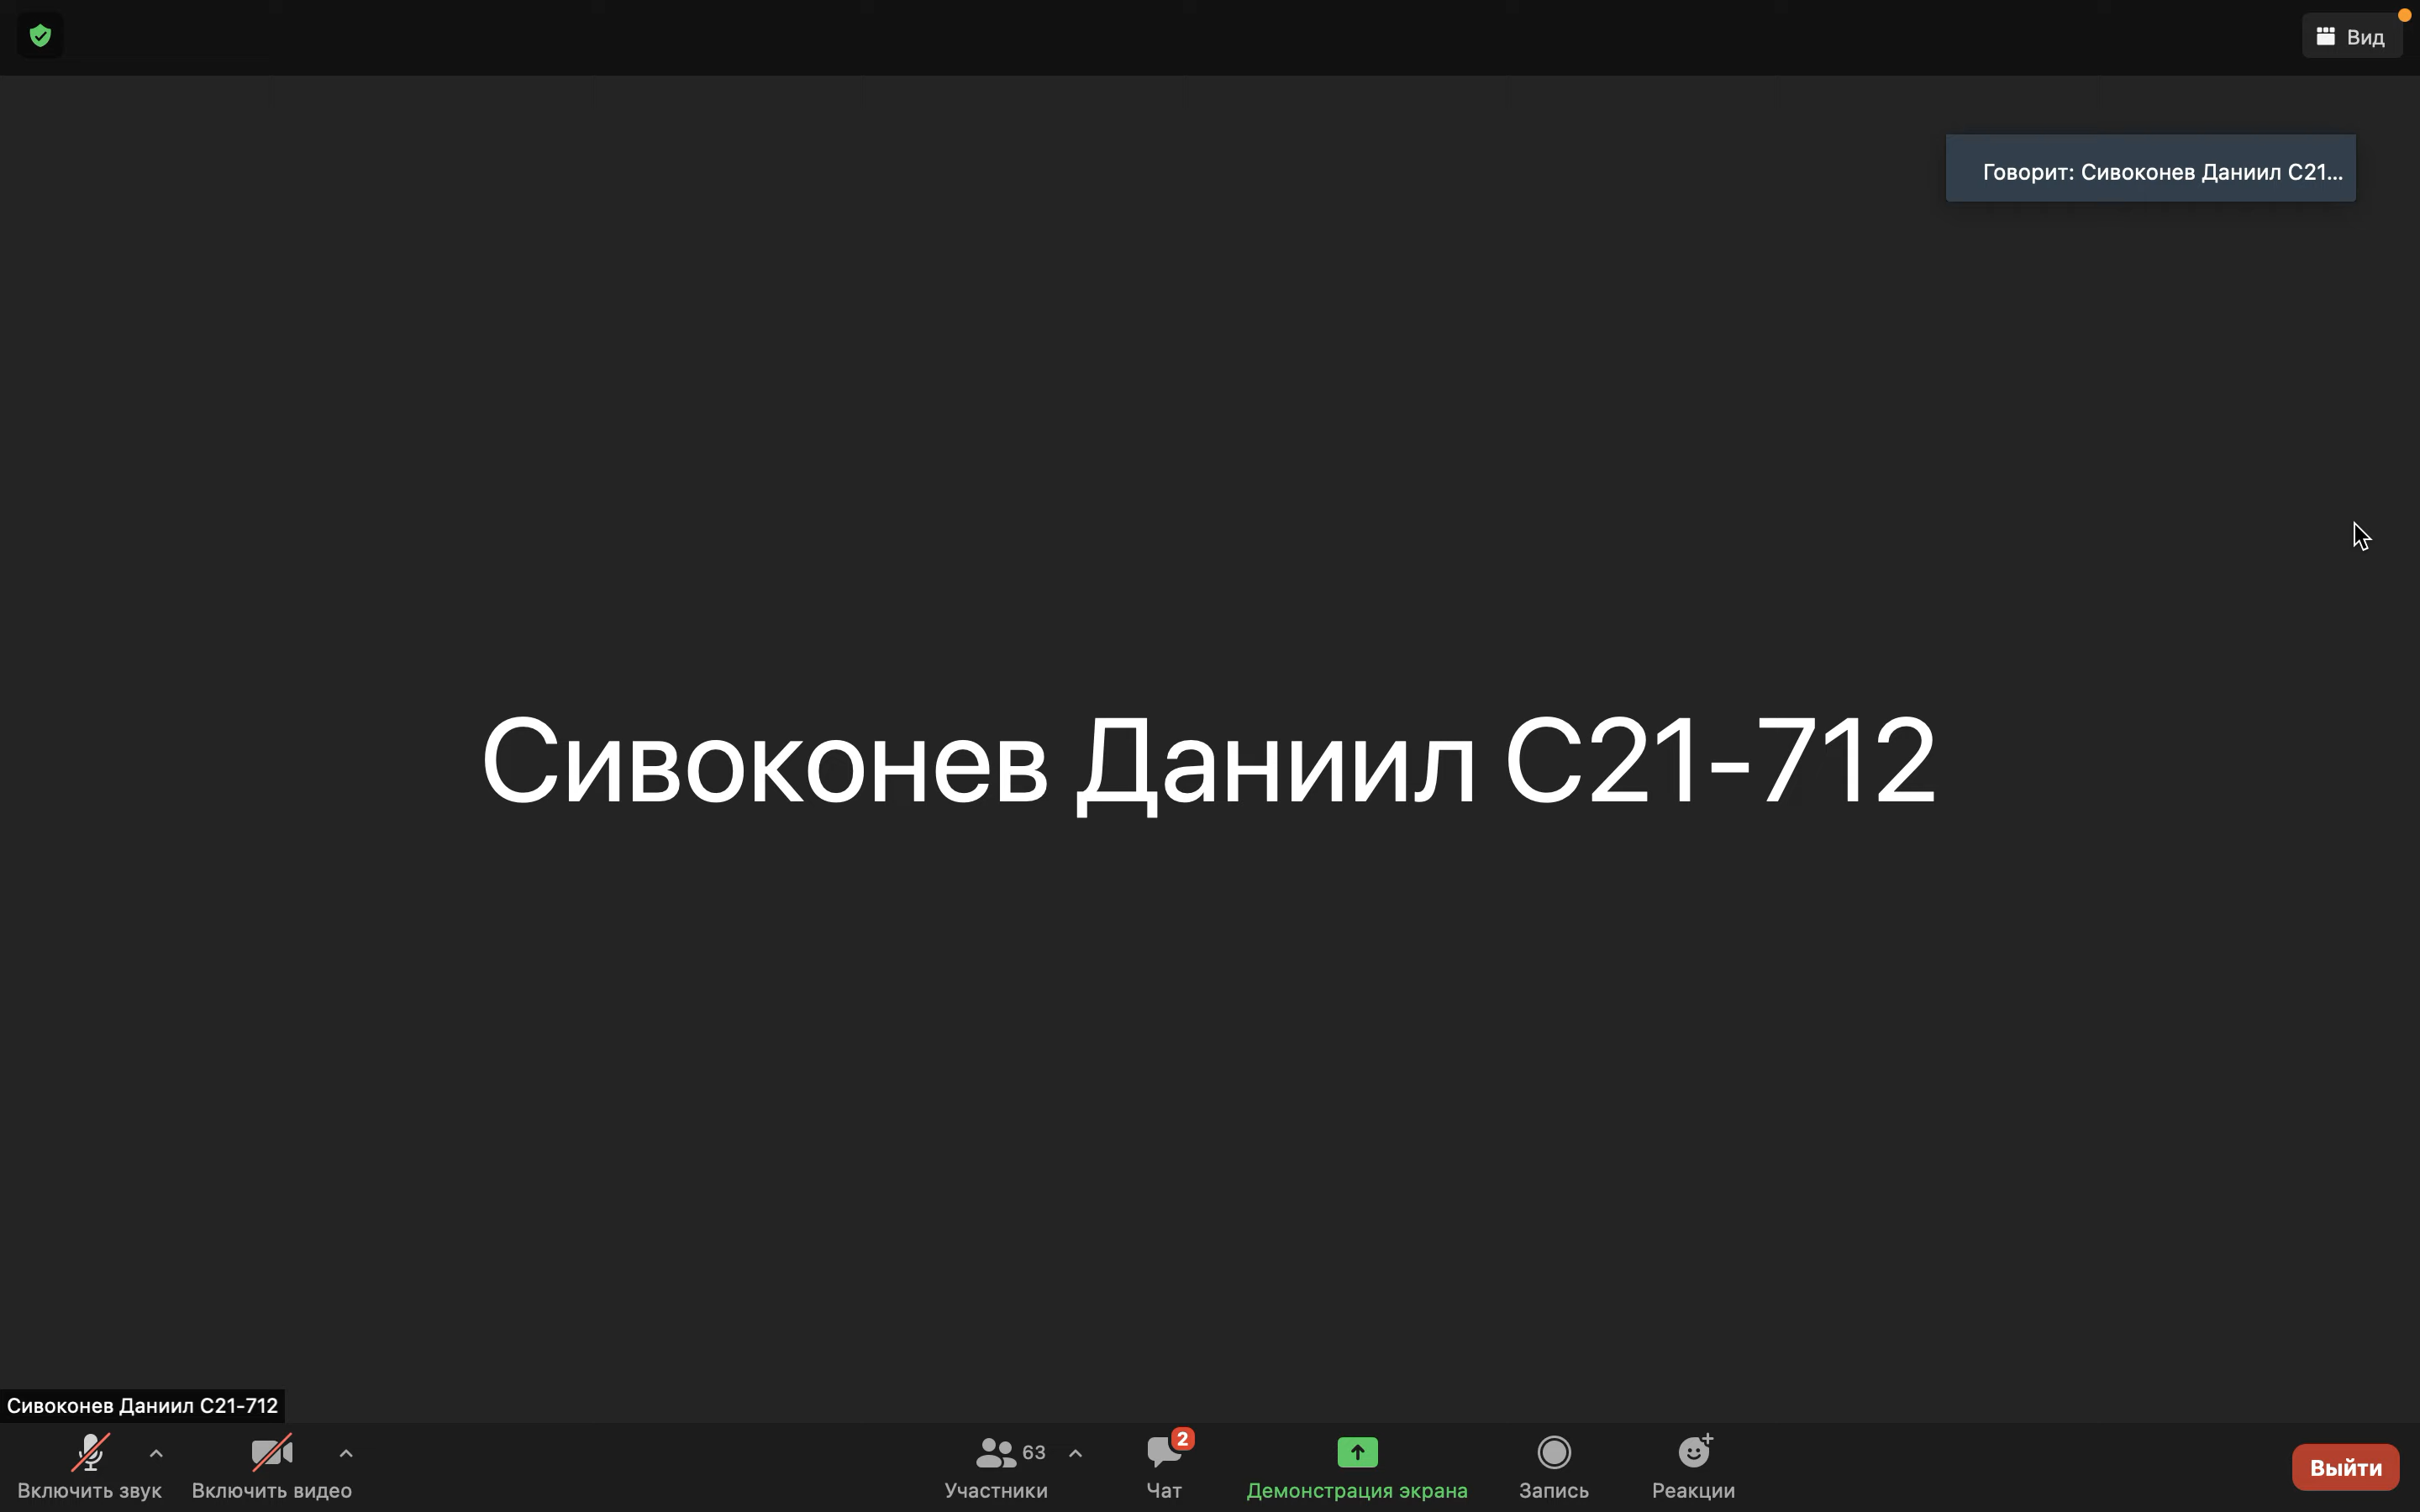 Вид
Говорит: Сивоконев Даниил С21...
Сивоконев Даниил С21-712
Сивоконев Даниил С21-712
Включить звук
Включить видео
63
Участники
2
Чат
Демонстрация экрана
Запись
Реакции
Выйти